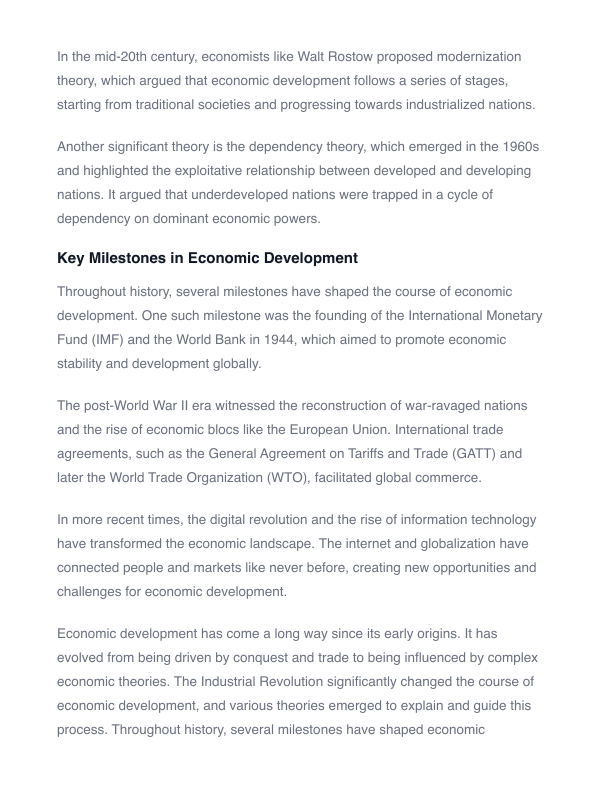 In the mid-20th century, economists like Walt Rostow proposed modernization
theory, which argued that economic development follows a series of stages,
starting from traditional societies and progressing towards industrialized nations.
Another significant theory is the dependency theory, which emerged in the 1960s
and highlighted the exploitative relationship between developed and developing
nations. It argued that underdeveloped nations were trapped in a cycle of
dependency on dominant economic powers.
Key Milestones in Economic Development
Throughout history, several milestones have shaped the course of economic
development. One such milestone was the founding of the International Monetary
Fund (IMF) and the World Bank in 1944, which aimed to promote economic
stability and development globally.
The post-World War II era witnessed the reconstruction of war-ravaged nations
and the rise of economic blocs like the European Union. International trade
agreements, such as the General Agreement on Tariffs and Trade (GATT) and
later the World Trade Organization (WTO), facilitated global commerce.
In more recent times, the digital revolution and the rise of information technology
have transformed the economic landscape. The internet and globalization have
connected people and markets like never before, creating new opportunities and
challenges for economic development.
Economic development has come a long way since its early origins. It has
evolved from being driven by conquest and trade to being influenced by complex
economic theories. The Industrial Revolution significantly changed the course of
economic development, and various theories emerged to explain and guide this
process. Throughout history, several milestones have shaped economic